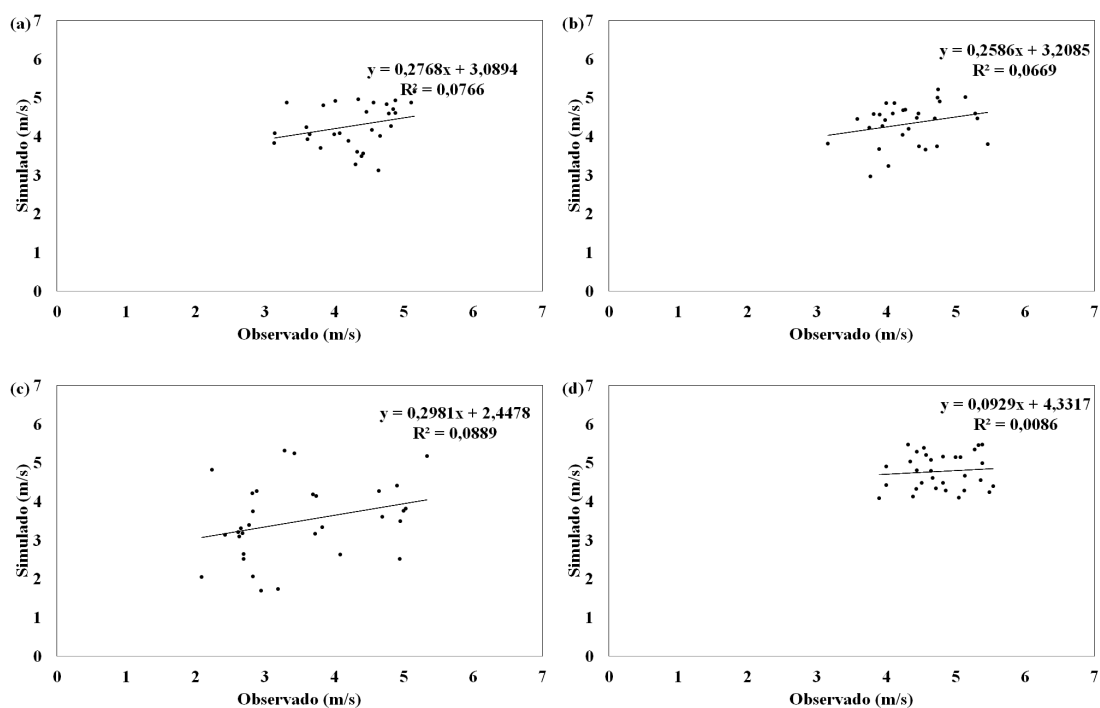 (a)
7
6
5
4
3
2
1
0
Simulado (m/s)
y = 0,2768x + 3,0894
R² = 0,0766
0 1 2 3 4 5 6 7
Observado (m/s)
(b)
7
6
5
4
3
2
1
0
Simulado (m/s)
y = 0,2586x + 3,2085
R² = 0,0669
0 1 2 3 4 5 6 7
Observado (m/s)
(c)
7
6
5
4
3
2
1
0
Simulado (m/s)
y = 0,2981x + 2,4478
R² = 0,0889
0 1 2 3 4 5 6 7
Observado (m/s)
(d)
7
6
5
4
3
2
1
0
Simulado (m/s)
y = 0,0929x + 4,3317
R² = 0,0086
0 1 2 3 4 5 6 7
Observado (m/s)